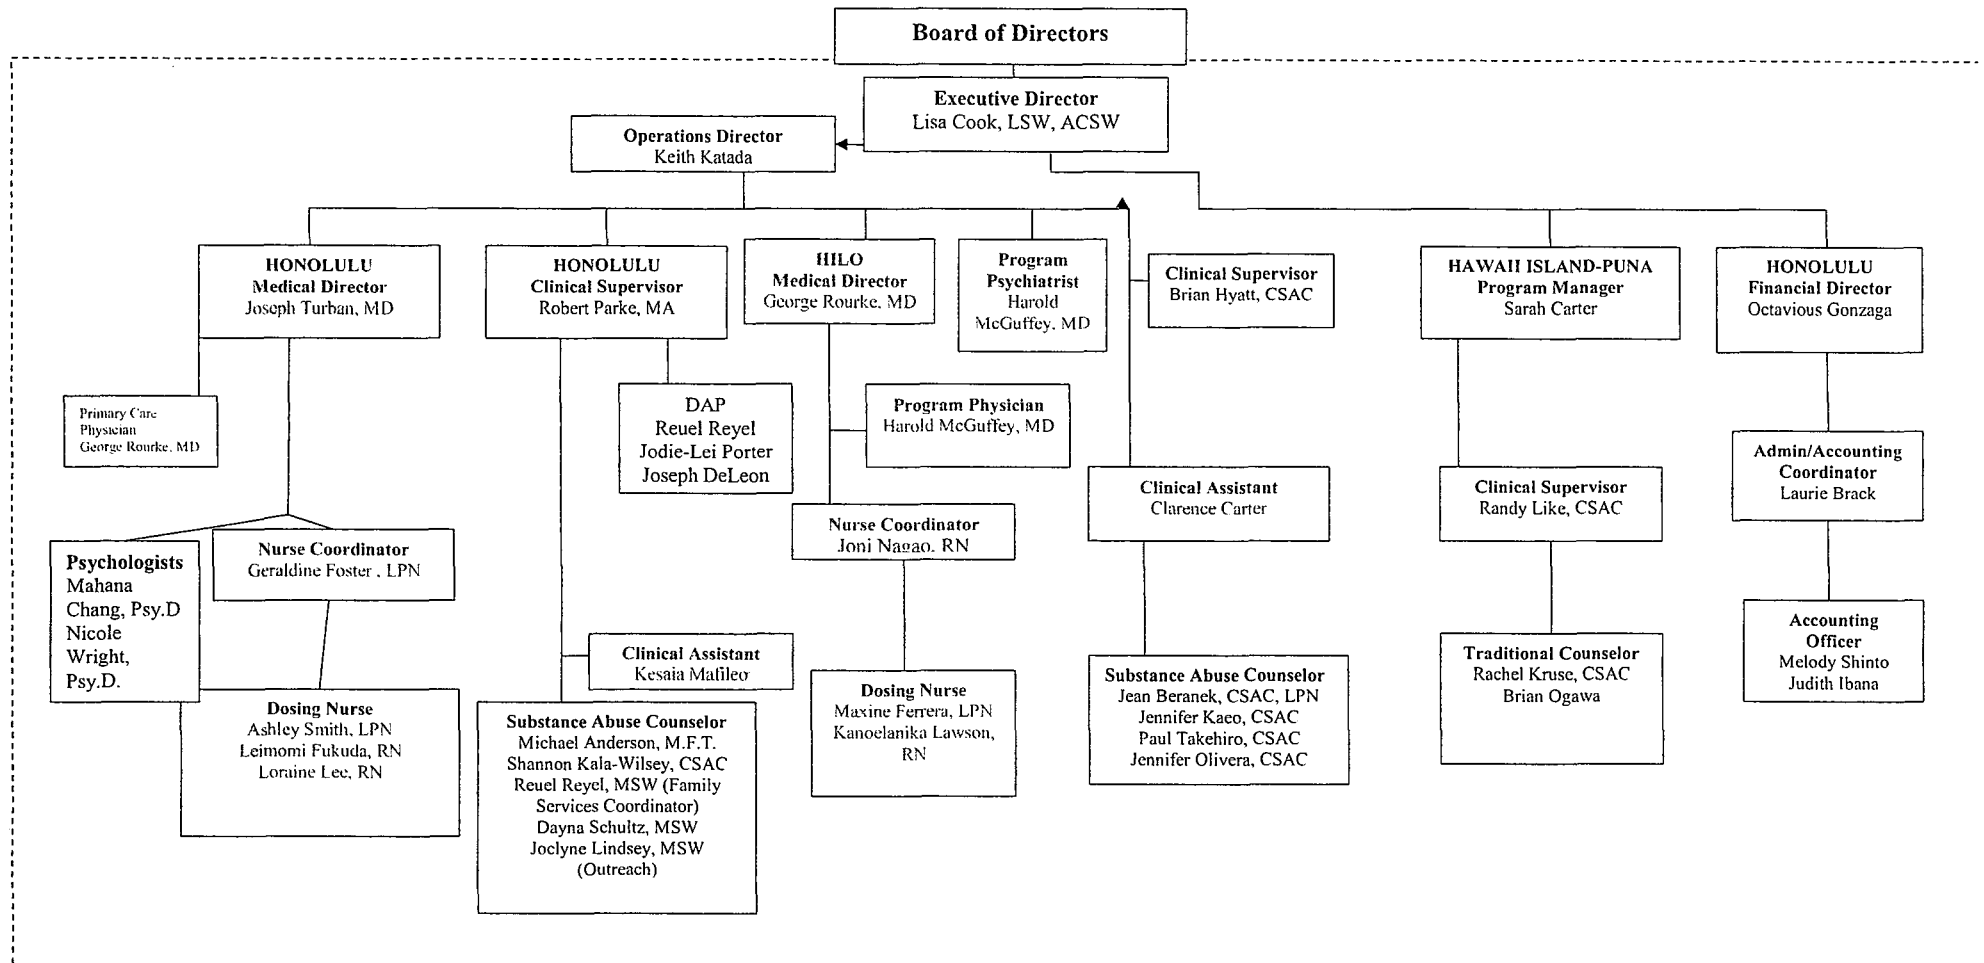 Board of Directors
Executive Director
Lisa Cook, LSW, ACSW
Operations Director
Keith Katada
HONOLULU
Medical Director
Joseph Turban, MD
HONOLULU
Clinical Supervisor
Robert Parke, MA
HILO
Medical Director
George Rourke, MD
Program
Psychiatrist
Harold
McGuffey, MD
Clinical Supervisor
Brian Hyatt, CSAC
HAWAII ISLAND-PUNA
Program Manager
Sarah Carter
HONOLULU
Financial Director
Octavious Gonzaga
Primary Care
Physician
George Rourke, MD
DAP
Reuel Reyel
Jodie-Lei Porter
Joseph DeLeon
Program Physician
Harold McGuffey, MD
Clinical Assistant
Clarence Carter
Clinical Supervisor
Randy Like, CSAC
Admin/Accounting
Coordinator
Laurie Brack
Psychologists
Mahana
Chang, Psy.D
Nicole
Wright,
Psy.D.
Nurse Coordinator
Geraldine Foster , LPN
Nurse Coordinator
Joni Nagao, RN
Clinical Assistant
Kesaia Mafileo
Dosing Nurse
Ashley Smith, LPN
Leimomi Fukuda, RN
Lorraine Lee, RN
Substance Abuse Counselor
Michael Anderson, M.F.T.
Shannon Kala-Wilsey, CSAC
Reuel Reyel, MSW (Family
Services Coordinator)
Dayna Schultz, MSW
Joclyne Lindsey, MSW
(Outreach)
Dosing Nurse
Maxine Ferrera, LPN
Kanoelanika Lawson,
RN
Substance Abuse Counselor
Jean Beranek, CSAC, LPN
Jennifer Kaeo, CSAC
Paul Takehiro, CSAC
Jennifer Olivera, CSAC
Traditional Counselor
Rachel Kruse, CSAC
Brian Ogawa
Accounting
Officer
Melody Shinto
Judith Ibana